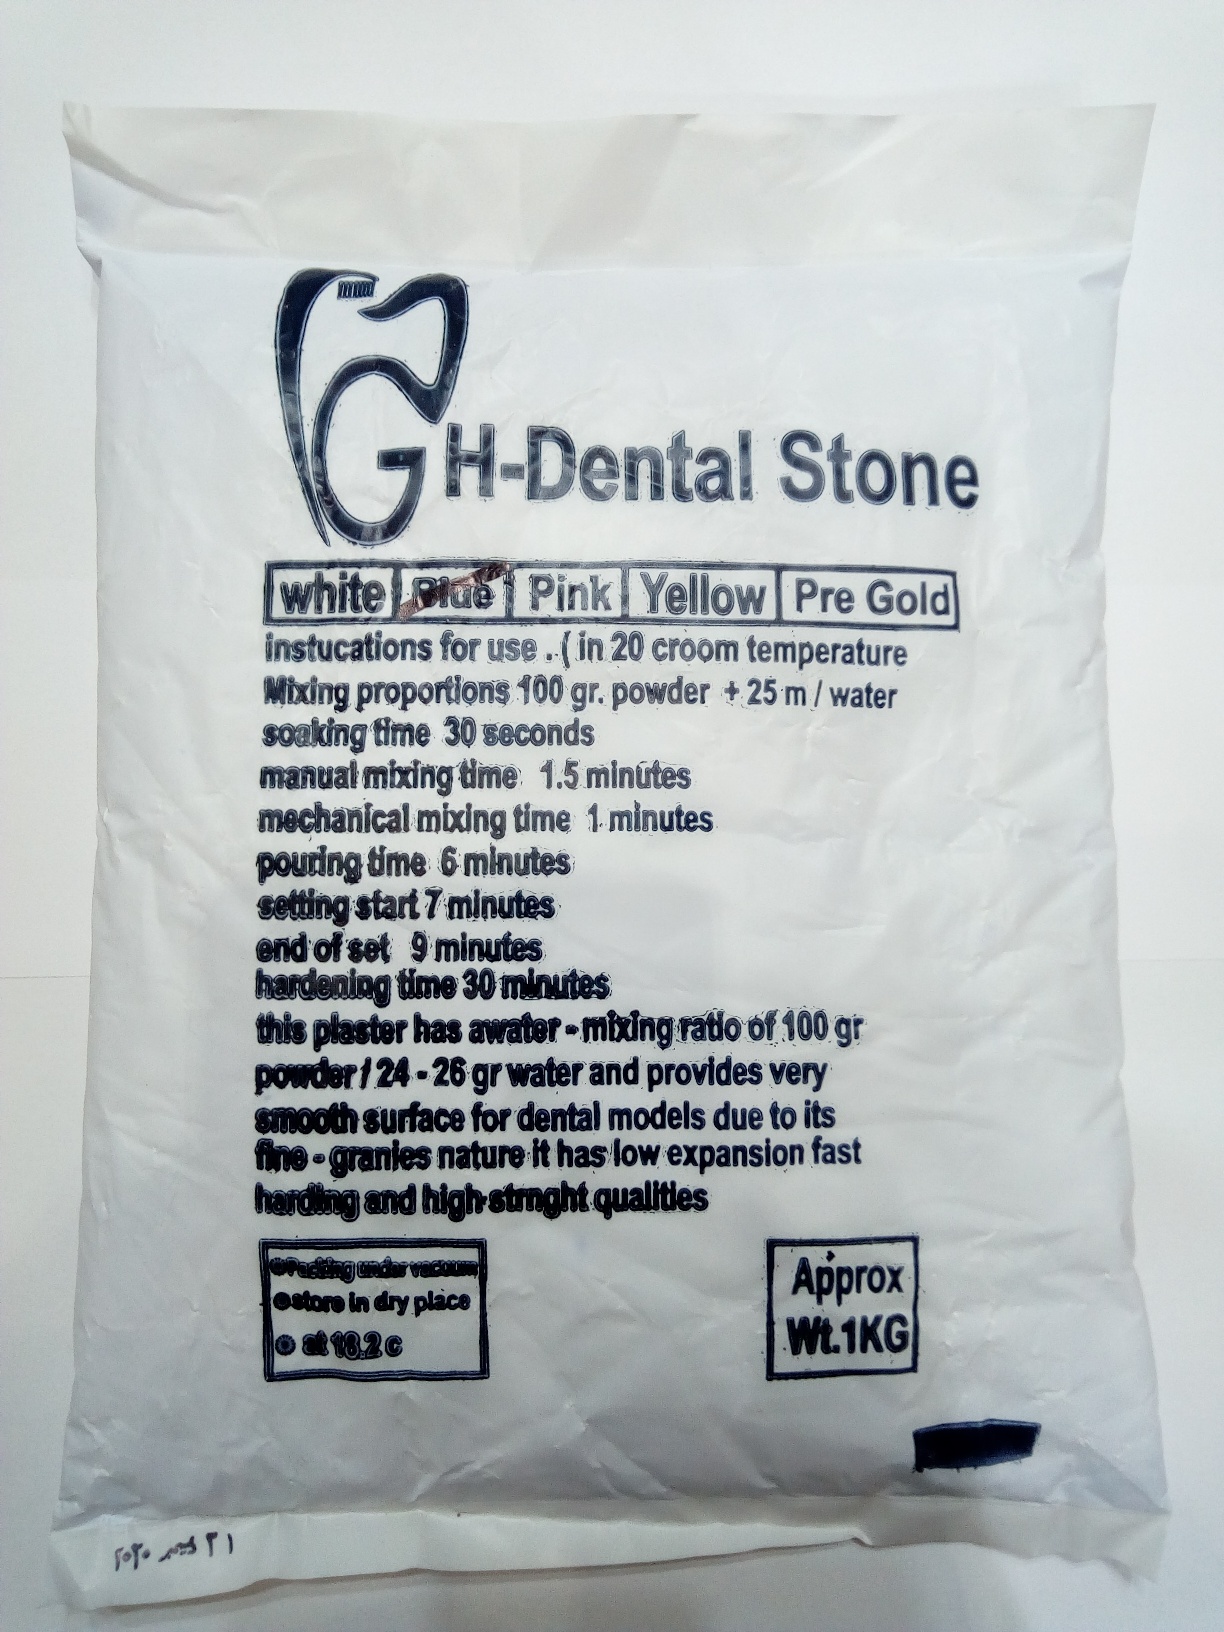 GH-Dental Stone
white Blue Pink Yellow Pre Gold
instucations for use . ( in 20 croom temperature
Mixing proportions 100 gr. powder + 25 m / water
soaking time 30 seconds
manual mixing time 1.5 minutes
mechanical mixing time 1 minutes
pouring time 6 minutes
setting start 7 minutes
end of set 9 minutes
hardening time 30 minutes
this plaster has awater - mixing ratio of 100 gr
powder / 24 - 26 gr water and provides very
smooth surface for dental models due to its
fine - granies nature it has low expansion fast
harding and high strnght qualities
Packing under vacuum
store in dry place
at 18.2 c
Approx
Wt.1KG